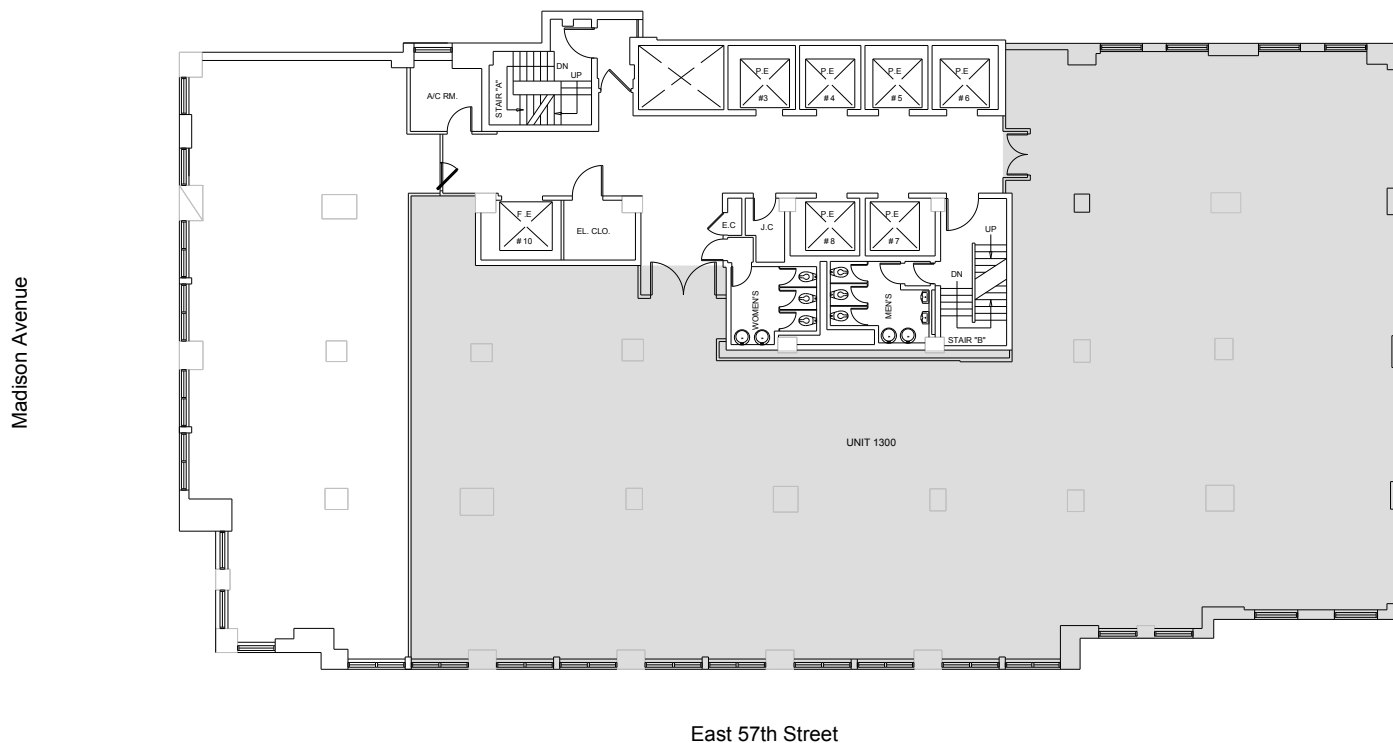 DN
UP
STAIR "A"
A/C RM.
P.E
#3
P.E
#4
P.E
#5
P.E
#6
F.E
#10
EL. CLO.
E.C
J.C
P.E
#8
P.E
#7
UP
DN
WOMEN'S
MEN'S
STAIR "B"
Madison Avenue
UNIT 1300
East 57th Street